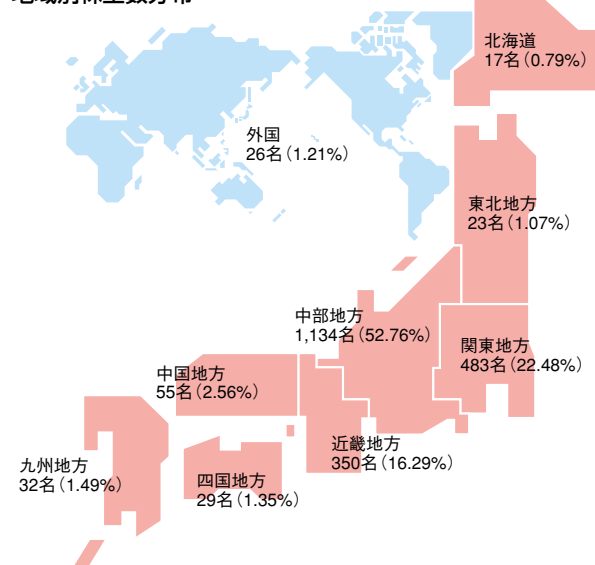 北海道
17名（0.79%）
外国
26名（1.21%）
東北地方
23名（1.07%）
中部地方
1,134名（52.76%）
関東地方
483名（22.48%）
中国地方
55名（2.56%）
近畿地方
350名（16.29%）
九州地方
32名（1.49%）
四国地方
29名（1.35%）